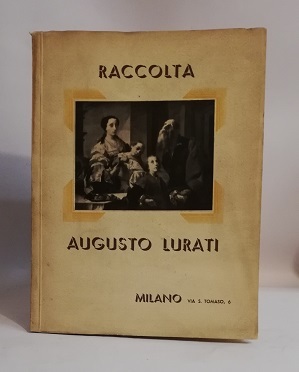 RACCOLTA
AUGUSTO LURATI
MILANO VIA S. TOMASO, 6